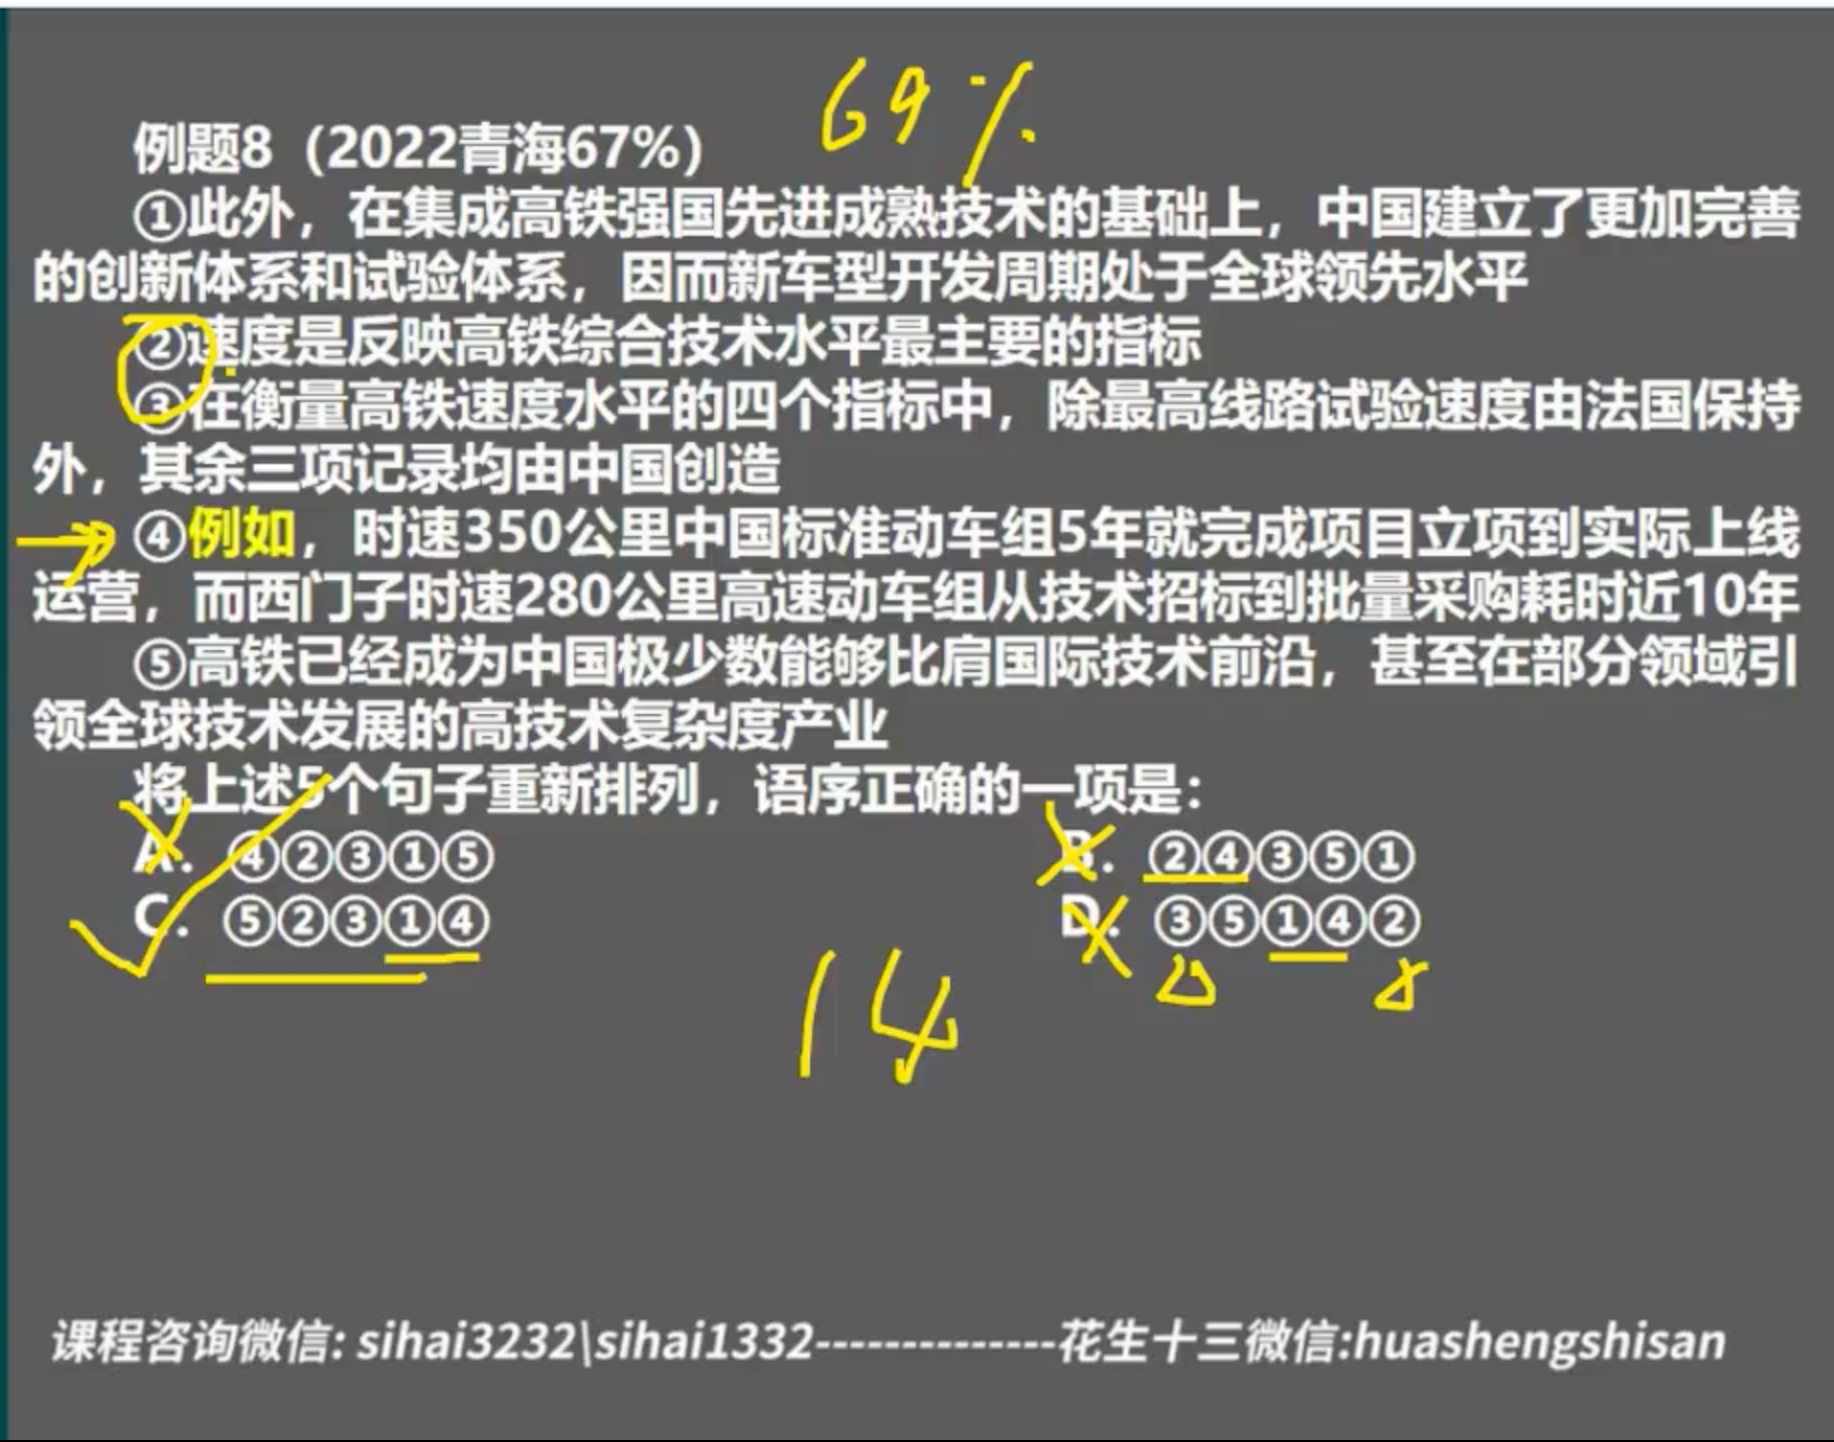 69%
例题8（2022青海67%）
①此外，在集成高铁强国先进成熟技术的基础上，中国建立了更加完善
的创新体系和试验体系，因而新车型开发周期处于全球领先水平
②速度是反映高铁综合技术水平最主要的指标
③在衡量高铁速度水平的四个指标中，除最高线路试验速度由法国保持
外，其余三项记录均由中国创造
④例如，时速350公里中国标准动车组5年就完成项目立项到实际上线
运营，而西门子时速280公里高速动车组从技术招标到批量采购耗时近10年
⑤高铁已经成为中国极少数能够比肩国际技术前沿，甚至在部分领域引
领全球技术发展的高技术复杂度产业
将上述5个句子重新排列，语序正确的一项是：
A. ④②③①⑤ B. ②④③⑤①
C. ⑤②③①④ D. ③⑤①④②
14
课程咨询微信: sihai3232\sihai1332--------------花生十三微信:huashengshisan